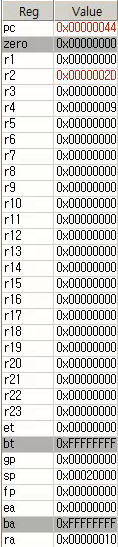 Reg Value
pc 0x00000044
zero 0x00000000
r1 0x00000000
r2 0x00000020
r3 0x00000000
r4 0x00000009
r5 0x00000000
r6 0x00000000
r7 0x00000000
r8 0x00000000
r9 0x00000000
r10 0x00000000
r11 0x00000000
r12 0x00000000
r13 0x00000000
r14 0x00000000
r15 0x00000000
r16 0x00000000
r17 0x00000000
r18 0x00000000
r19 0x00000000
r20 0x00000000
r21 0x00000000
r22 0x00000000
r23 0x00000000
et 0x00000000
bt 0xFFFFFFFF
gp 0x00000000
sp 0x00020000
fp 0x00000000
ea 0x00000000
ba 0xFFFFFFFF
ra 0x00000010